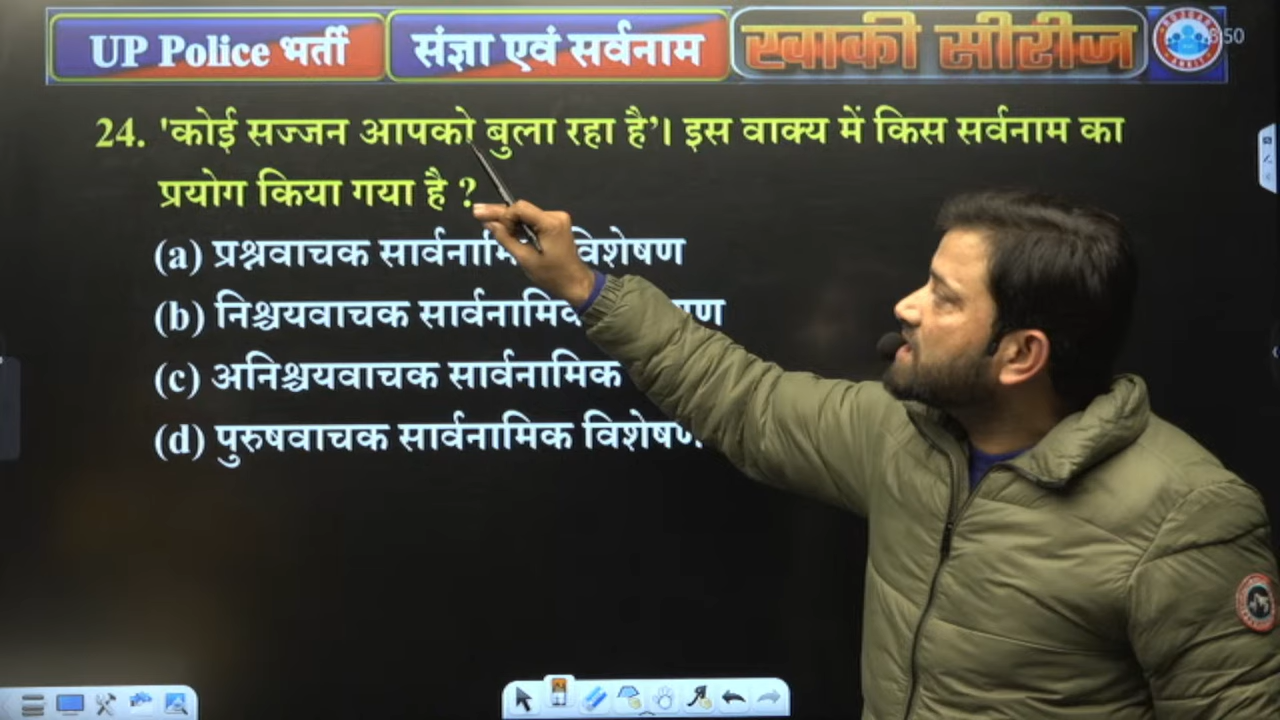 UP Police भर्ती
संज्ञा एवं सर्वनाम
खाकी सीरीज
24. 'कोई सज्जन आपको बुला रहा है’। इस वाक्य में किस सर्वनाम का
प्रयोग किया गया है ?
(a) प्रश्नवाचक सार्वनामि विशेषण
(b) निश्चयवाचक सार्वनामिक
(c) अनिश्चयवाचक सार्वनामिक
(d) पुरुषवाचक सार्वनामिक विशेषण